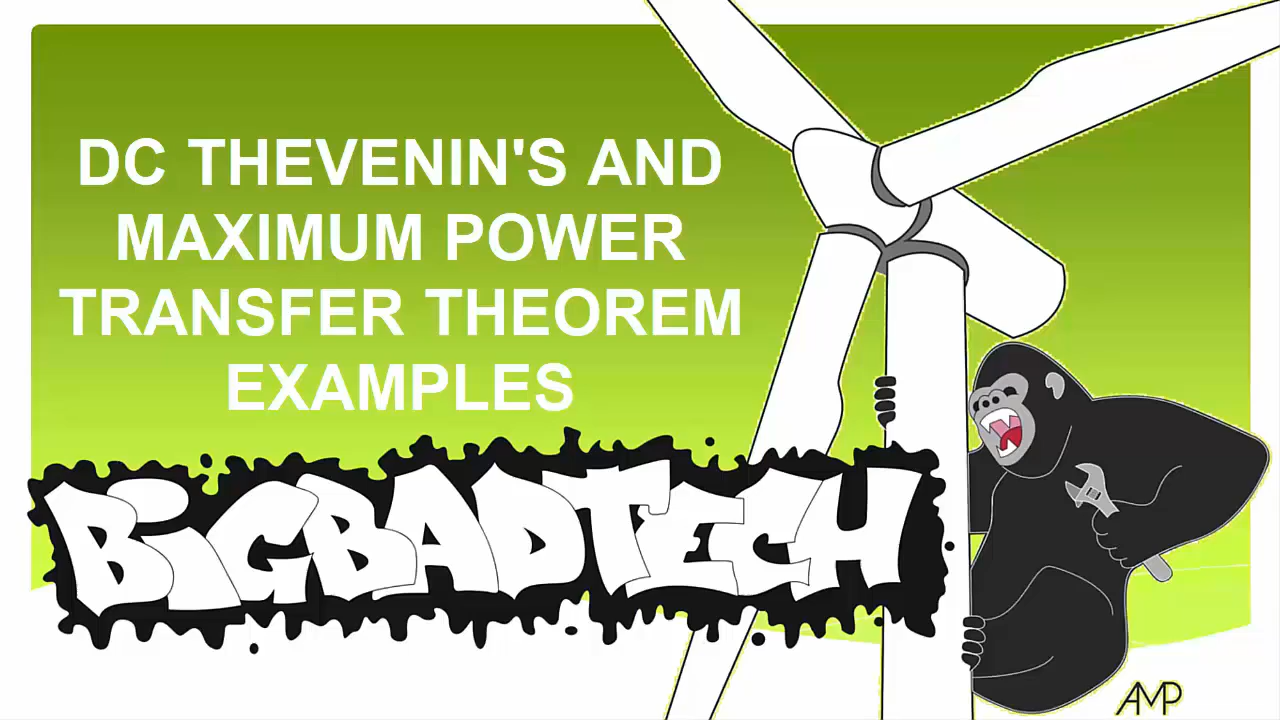 DC THEVENIN'S AND
MAXIMUM POWER
TRANSFER THEOREM
EXAMPLES
BiGBADTECH
AMP